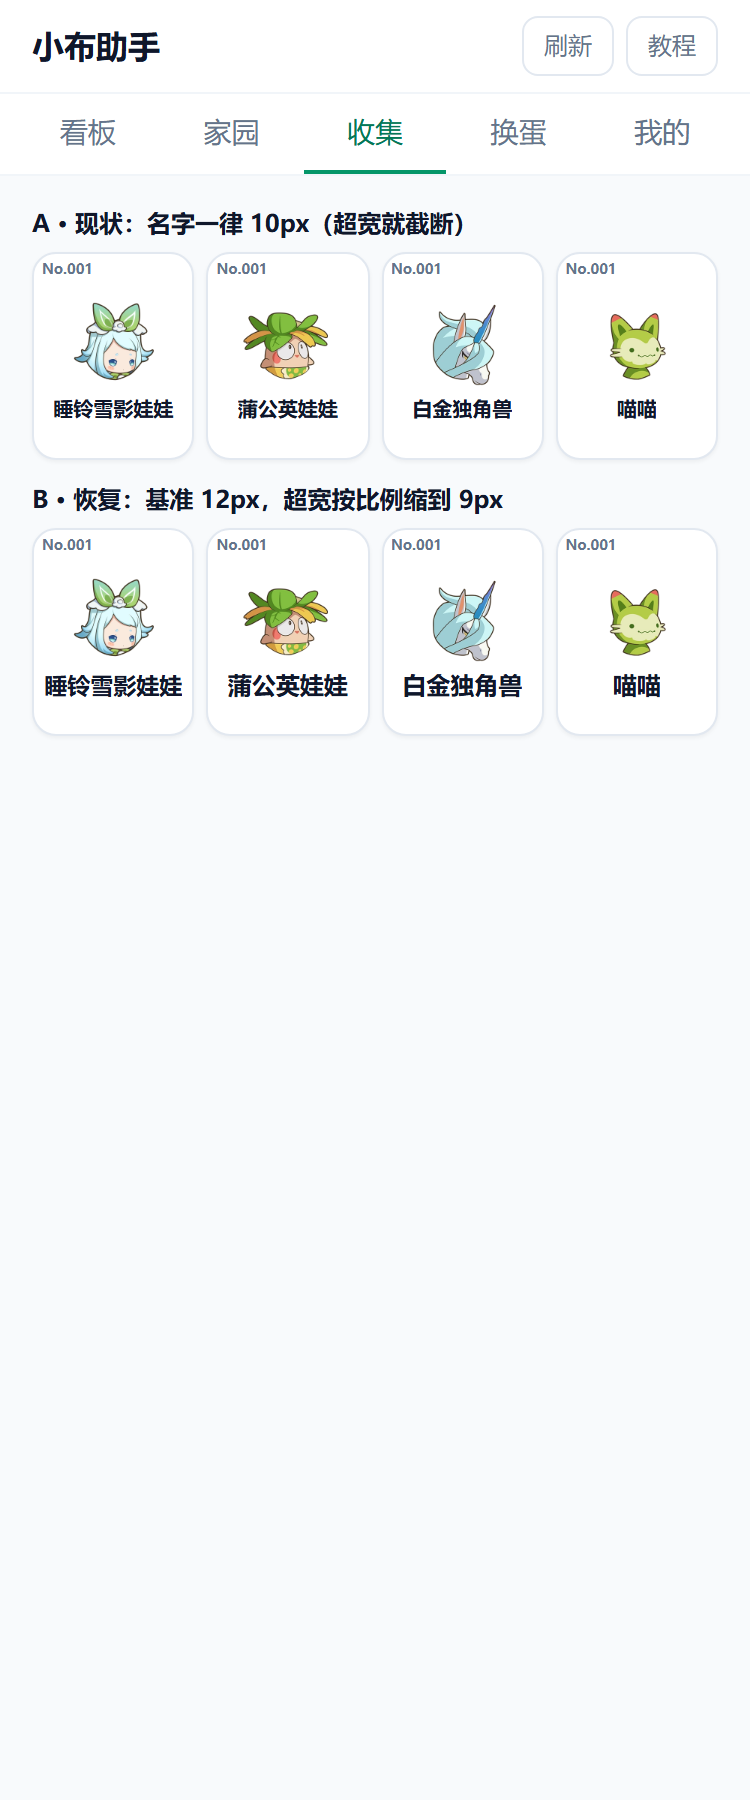 小布助手
刷新 教程
看板 家园 收集 换蛋 我的
A · 现状：名字一律 10px（超宽就截断）
No.001 No.001 No.001 No.001
睡铃雪影娃娃 蒲公英娃娃 白金独角兽 喵喵
B · 恢复：基准 12px，超宽按比例缩到 9px
No.001 No.001 No.001 No.001
睡铃雪影娃娃 蒲公英娃娃 白金独角兽 喵喵